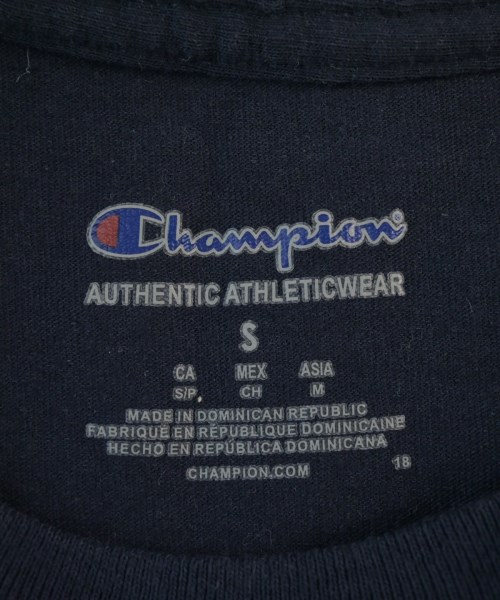 Champion®
AUTHENTIC ATHLETICWEAR
S
CA MEX ASIA
S/P CH M
MADE IN DOMINICAN REPUBLIC
FABRIQUÉ EN RÉPUBLIQUE DOMINICAINE
HECHO EN REPÚBLICA DOMINICANA
CHAMPION.COM
18